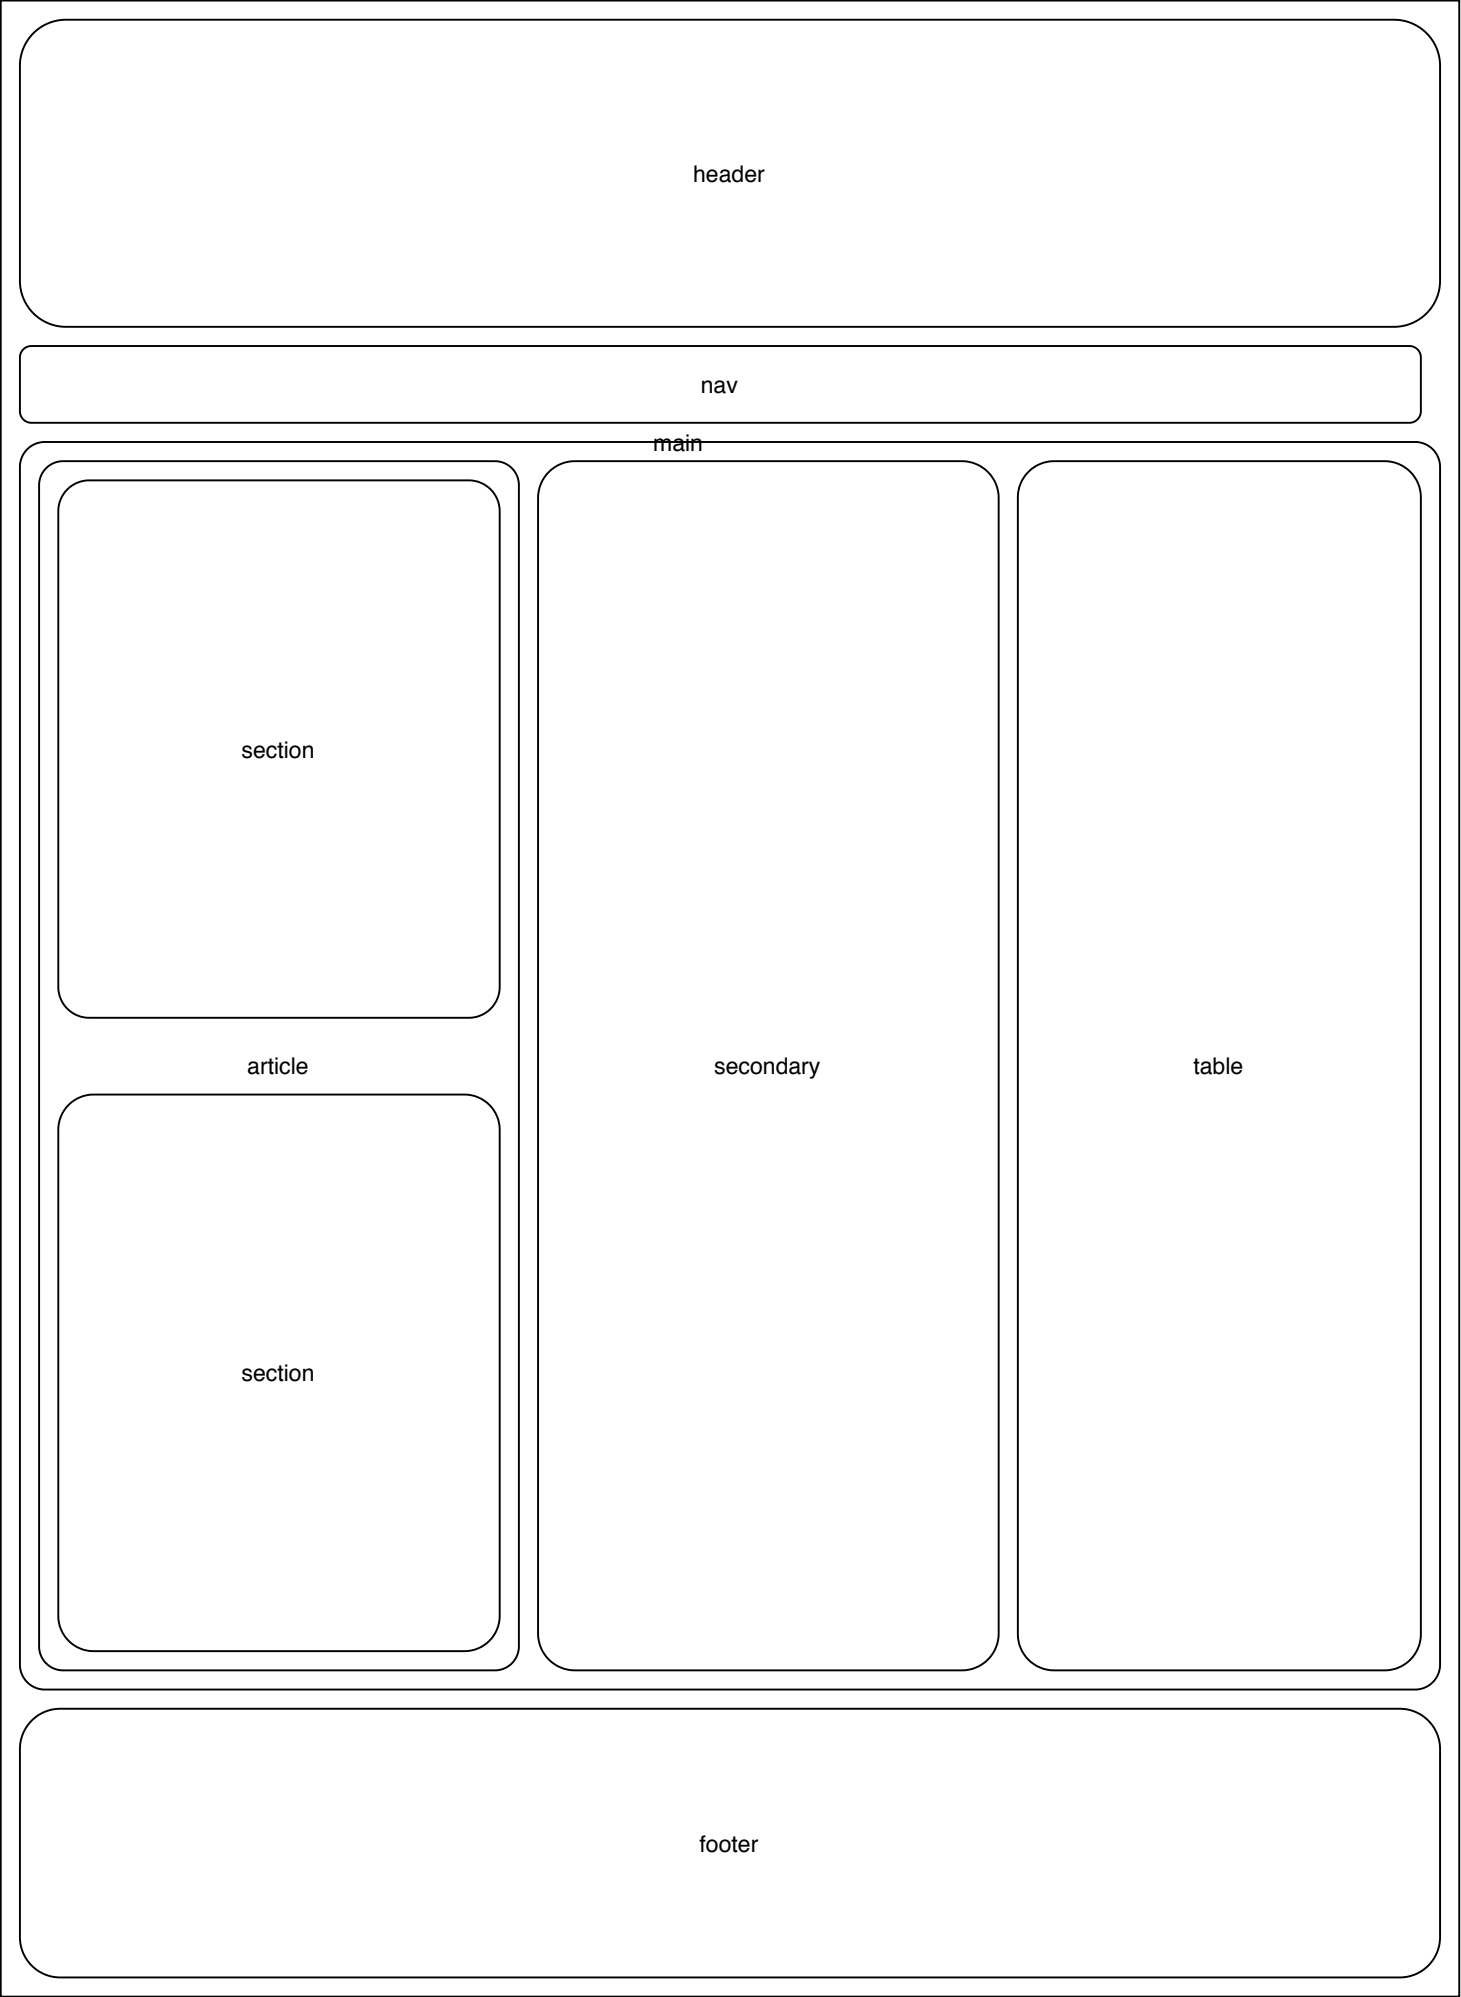 header
nav
main
section
article
secondary
table
section
footer